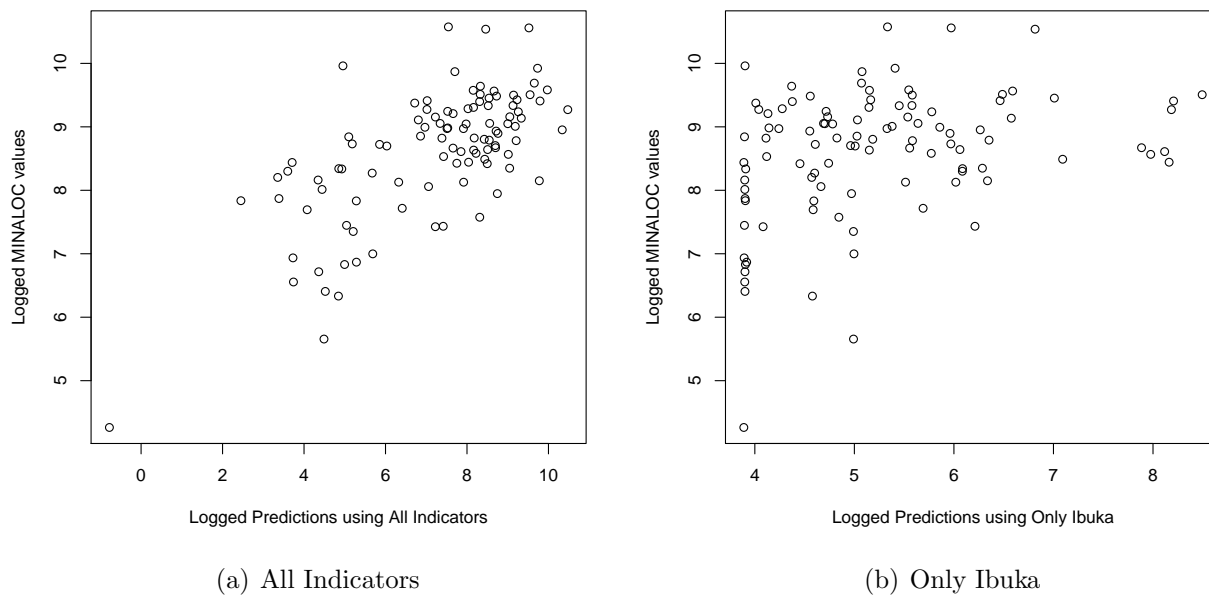 10
9
8
7
6
5
Logged MINALOC values
0 2 4 6 8 10
Logged Predictions using All Indicators
(a) All Indicators
10
9
8
7
6
5
Logged MINALOC values
4 5 6 7 8
Logged Predictions using Only Ibuka
(b) Only Ibuka